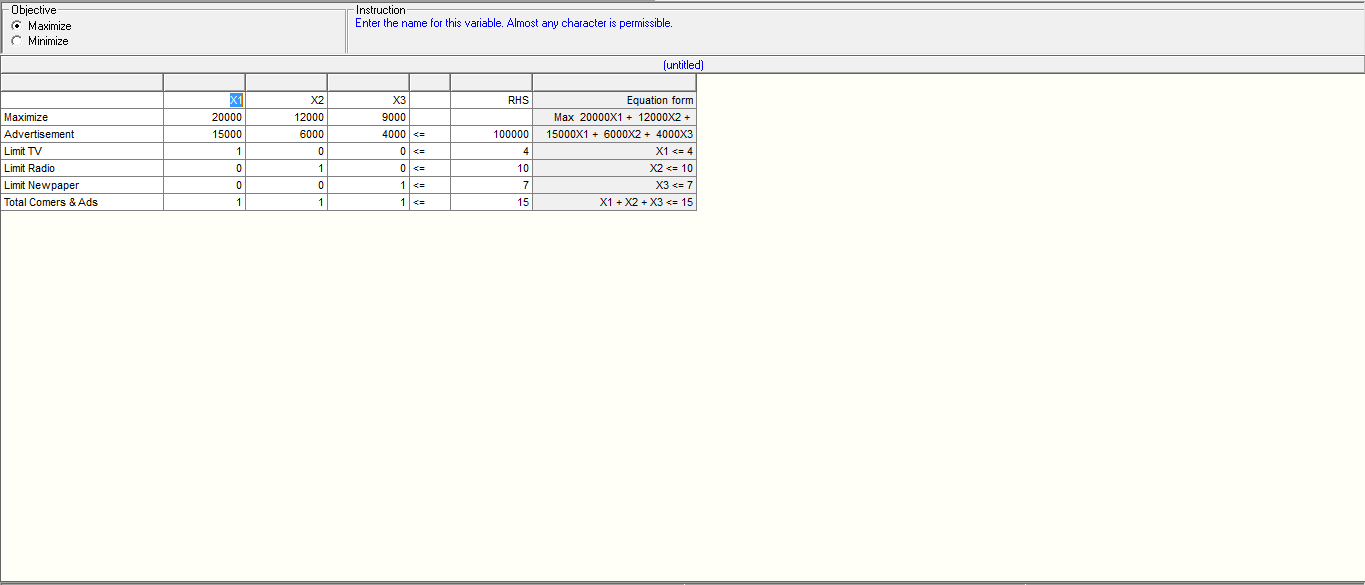 Objective
Maximize
Minimize
Instruction
Enter the name for this variable. Almost any character is permissible.
(untitled)
X1 X2 X3 RHS Equation form
Maximize 20000 12000 9000 Max 20000X1 + 12000X2 +
Advertisement 15000 6000 4000 <= 100000 15000X1 + 6000X2 + 4000X3
Limit TV 1 0 0 <= 4 X1 <= 4
Limit Radio 0 1 0 <= 10 X2 <= 10
Limit Newpaper 0 0 1 <= 7 X3 <= 7
Total Comers & Ads 1 1 1 <= 15 X1 + X2 + X3 <= 15